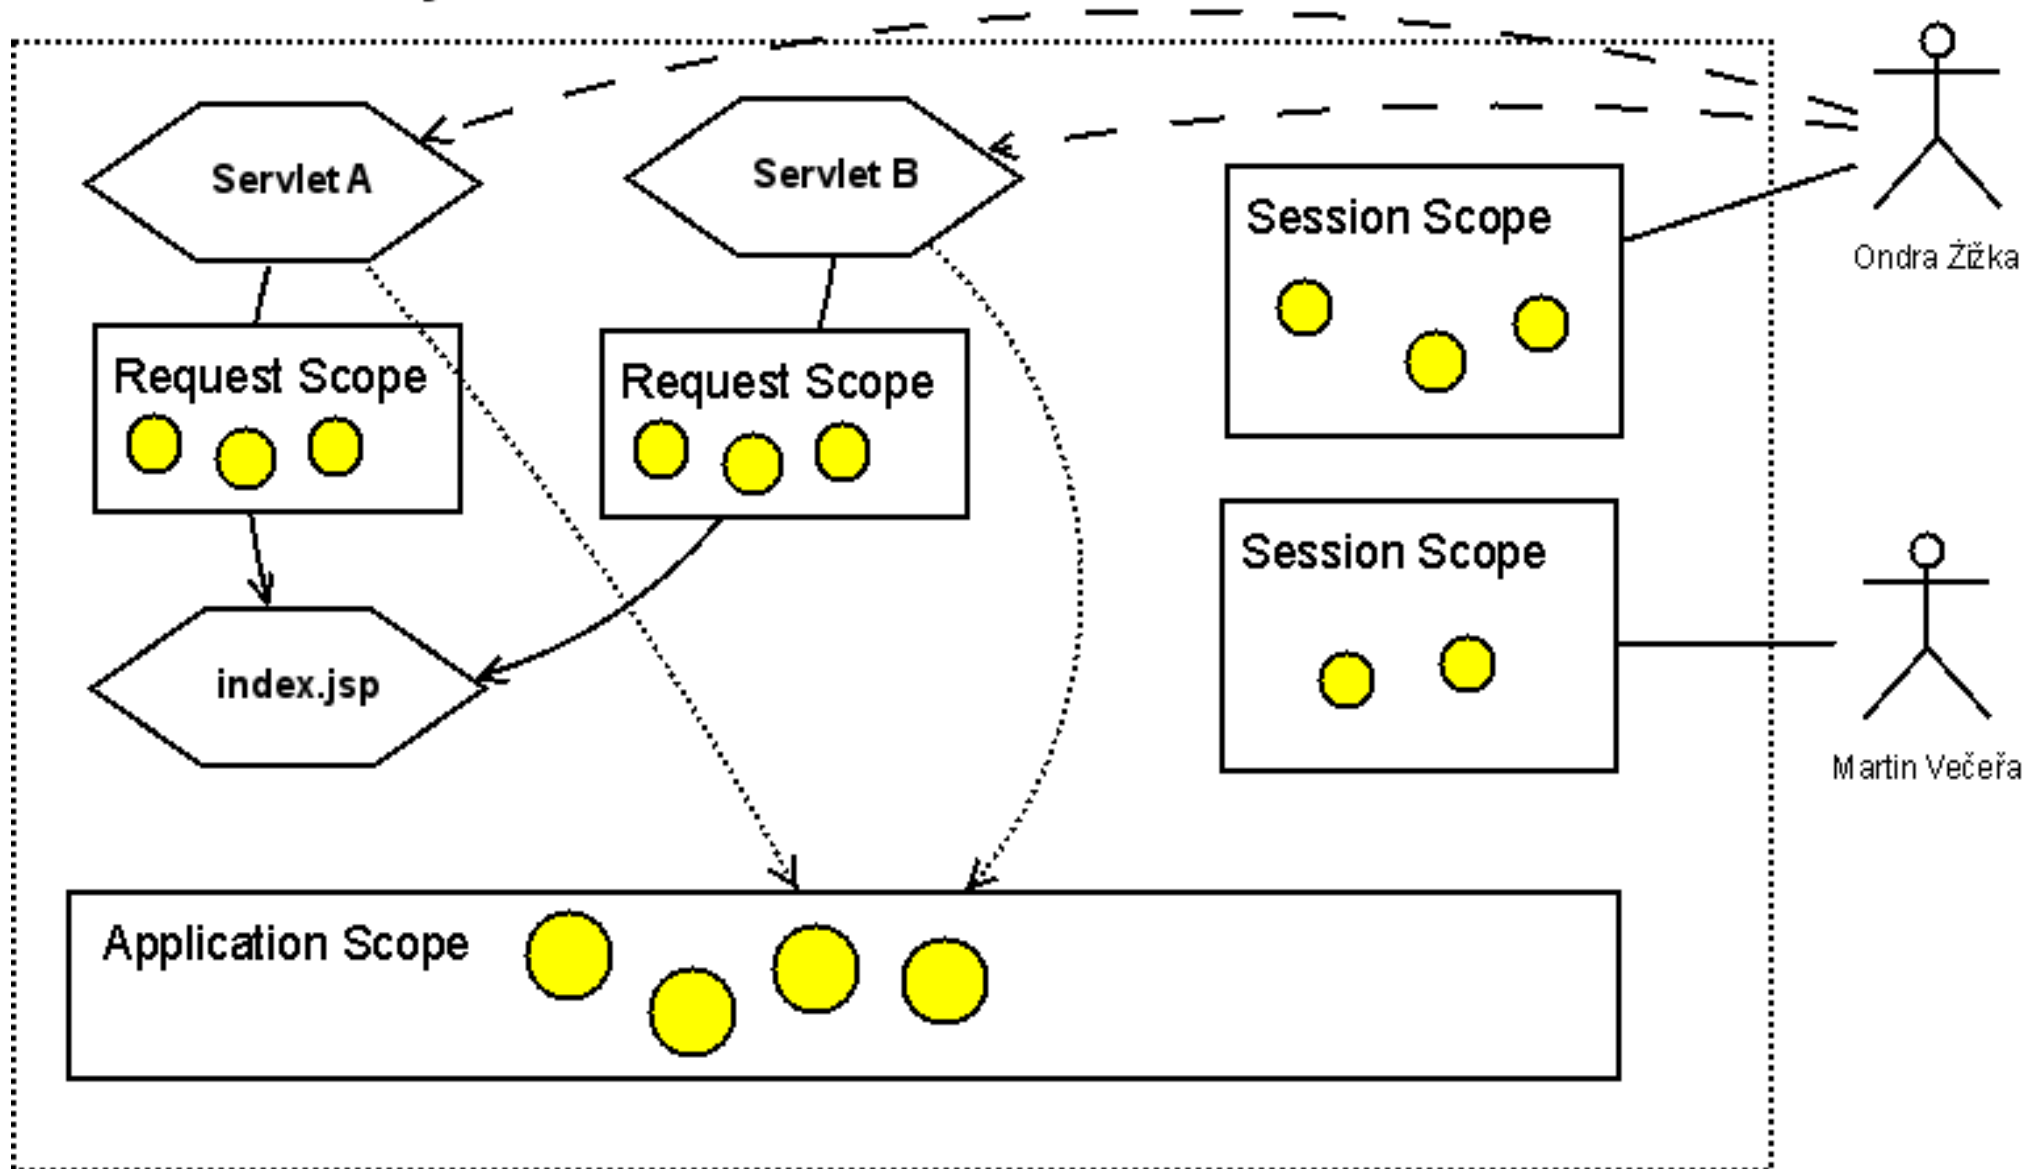 Servlet A
Servlet B
Session Scope
Ondra Žižka
Request Scope
Request Scope
Session Scope
index.jsp
Martin Večeřa
Application Scope